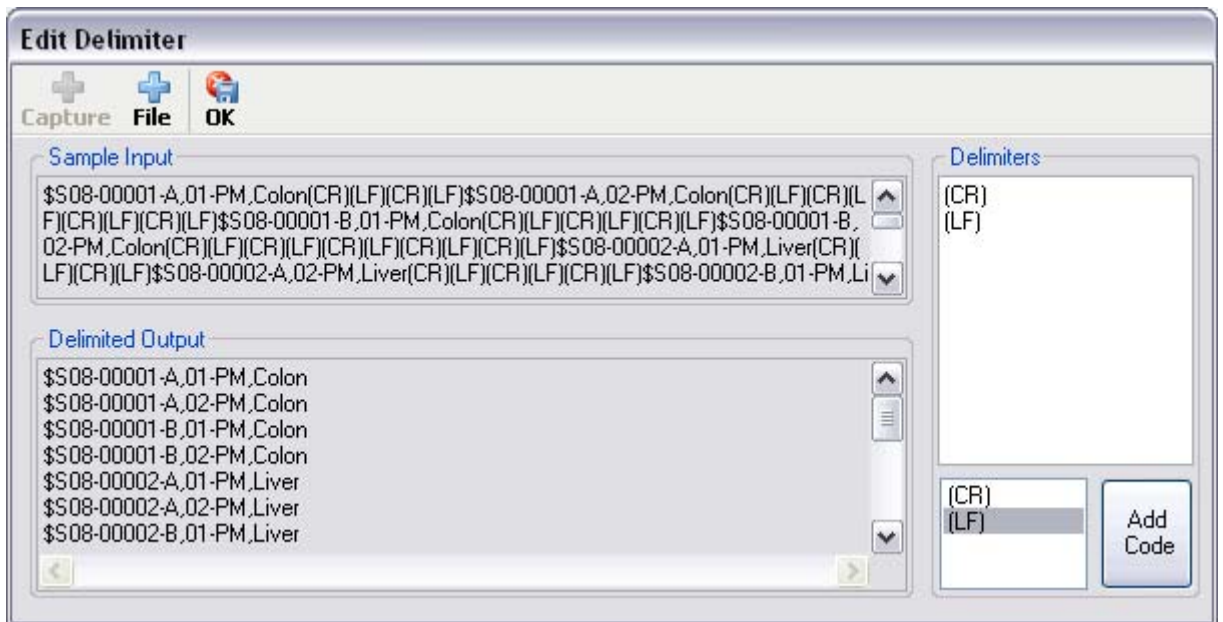 Edit Delimiter
Capture File OK
Sample Input
$S08-00001-A,01-PM,Colon(CR)(LF)(CR)(LF)$S08-00001-A,02-PM,Colon(CR)(LF)(CR)(L
F)(CR)(LF)(CR)(LF)$S08-00001-B,01-PM,Colon(CR)(LF)(CR)(LF)(CR)(LF)$S08-00001-B,
02-PM,Colon(CR)(LF)(CR)(LF)(CR)(LF)(CR)(LF)(CR)(LF)$S08-00002-A,01-PM,Liver(CR)(
LF)(CR)(LF)$S08-00002-A,02-PM,Liver(CR)(LF)(CR)(LF)(CR)(LF)$S08-00002-B,01-PM,Li
Delimited Output
$S08-00001-A,01-PM,Colon
$S08-00001-A,02-PM,Colon
$S08-00001-B,01-PM,Colon
$S08-00001-B,02-PM,Colon
$S08-00002-A,01-PM,Liver
$S08-00002-A,02-PM,Liver
$S08-00002-B,01-PM,Liver
Delimiters
(CR)
(LF)
(CR)
(LF)
Add
Code